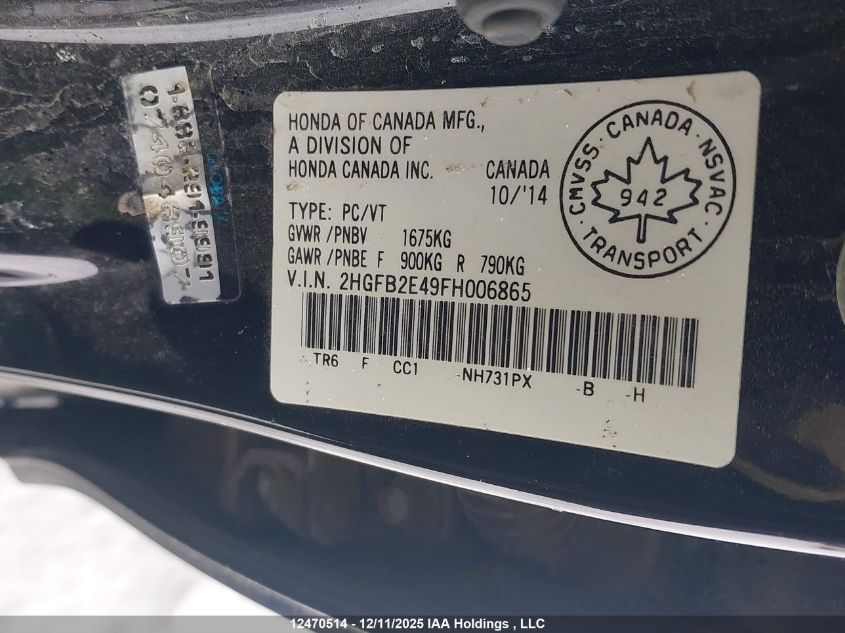 HONDA OF CANADA MFG.,
A DIVISION OF
HONDA CANADA INC. CANADA
10/'14
TYPE: PC/VT
GVWR /PNBV 1675KG
GAWR /PNBE F 900KG R 790KG
V.I.N. 2HGFB2E49FH006865
TR6 F CC1 -NH731PX -B -H
CMVSS · CANADA · NSVAC
942
TRANSPORT
12470514 - 12/11/2025 IAA Holdings , LLC